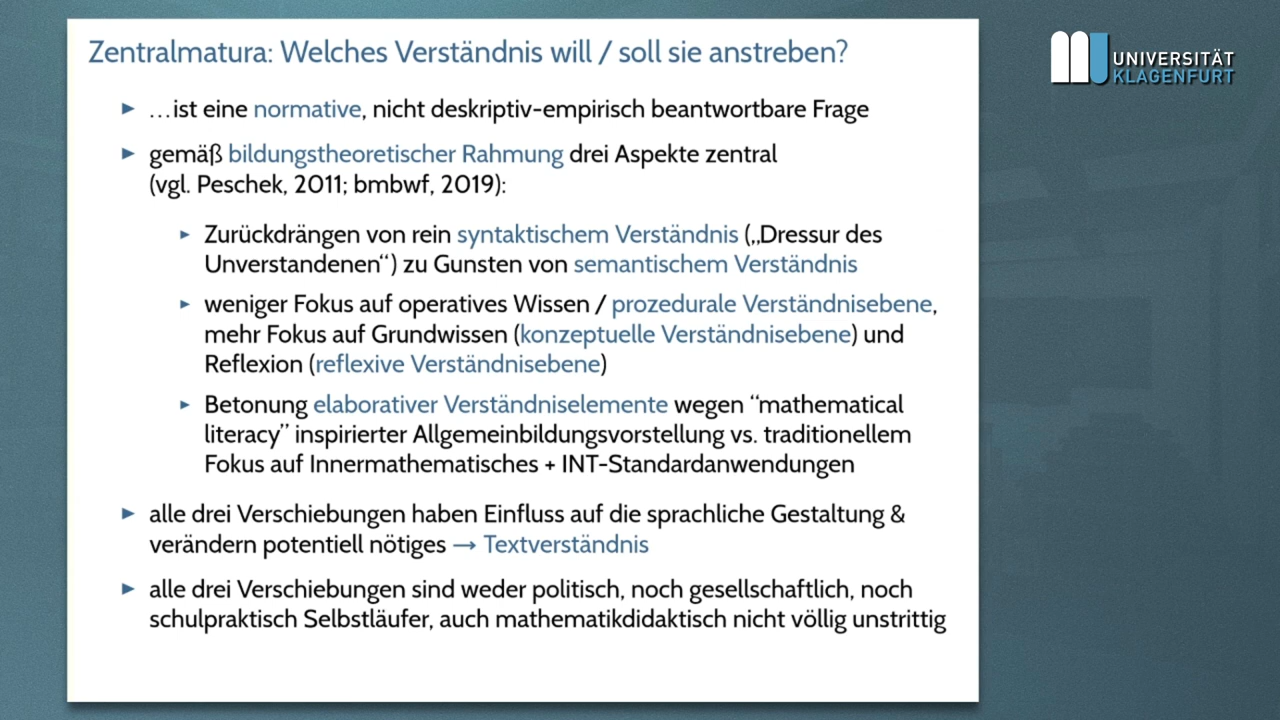 Zentralmatura: Welches Verständnis will / soll sie anstreben?
…ist eine normative, nicht deskriptiv-empirisch beantwortbare Frage
gemäß bildungstheoretischer Rahmung drei Aspekte zentral
(vgl. Peschek, 2011; bmbwf, 2019):
Zurückdrängen von rein syntaktischem Verständnis („Dressur des
Unverstandenen“) zu Gunsten von semantischem Verständnis
weniger Fokus auf operatives Wissen / prozedurale Verständnisebene,
mehr Fokus auf Grundwissen (konzeptuelle Verständnisebene) und
Reflexion (reflexive Verständnisebene)
Betonung elaborativer Verständniselemente wegen “mathematical
literacy” inspirierter Allgemeinbildungsvorstellung vs. traditionellem
Fokus auf Innermathematisches + INT-Standardanwendungen
alle drei Verschiebungen haben Einfluss auf die sprachliche Gestaltung &
verändern potentiell nötiges → Textverständnis
alle drei Verschiebungen sind weder politisch, noch gesellschaftlich, noch
schulpraktisch Selbstläufer, auch mathematikdidaktisch nicht völlig unstrittig
UNIVERSITÄT
KLAGENFURT